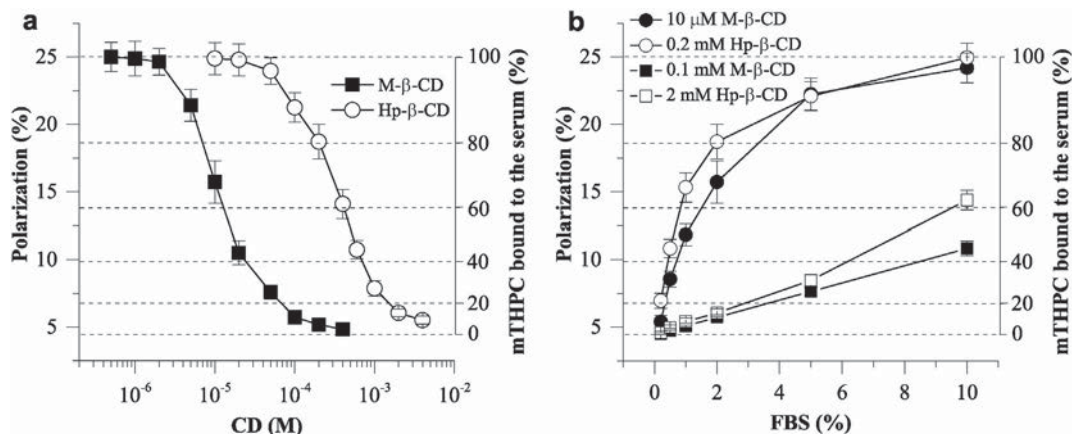 a
25
20
15
10
5
Polarization (%)
M-β-CD
Hp-β-CD
100
80
60
40
20
0
mTHPC bound to the serum (%)
10⁻⁶ 10⁻⁵ 10⁻⁴ 10⁻³ 10⁻²
CD (M)
b
10 μM M-β-CD
0.2 mM Hp-β-CD
0.1 mM M-β-CD
2 mM Hp-β-CD
25
20
15
10
5
Polarization (%)
100
80
60
40
20
0
mTHPC bound to the serum (%)
0 2 4 6 8 10
FBS (%)